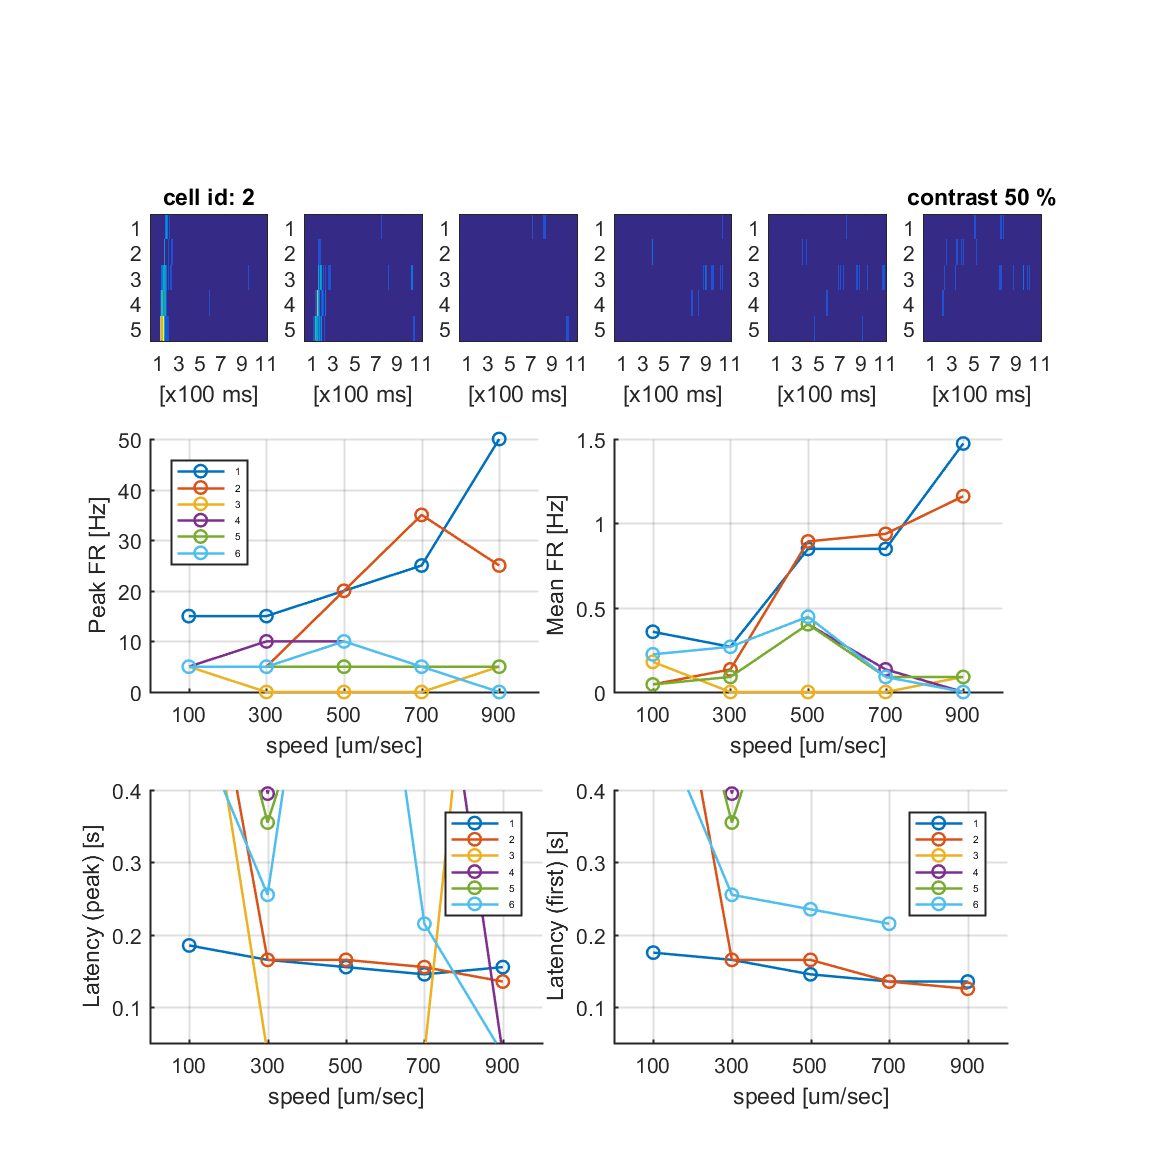 cell id: 2
contrast 50 %
1 1 1 1 1 1
2 2 2 2 2 2
3 3 3 3 3 3
4 4 4 4 4 4
5 5 5 5 5 5
1 3 5 7 9 11 1 3 5 7 9 11 1 3 5 7 9 11 1 3 5 7 9 11 1 3 5 7 9 11 1 3 5 7 9 11
[x100 ms] [x100 ms] [x100 ms] [x100 ms] [x100 ms] [x100 ms]
Peak FR [Hz]
50
40
30
20
10
0
1
2
3
4
5
6
100 300 500 700 900
speed [um/sec]
Mean FR [Hz]
1.5
1
0.5
0
100 300 500 700 900
speed [um/sec]
Latency (peak) [s]
0.4
0.3
0.2
0.1
1
2
3
4
5
6
100 300 500 700 900
speed [um/sec]
Latency (first) [s]
0.4
0.3
0.2
0.1
1
2
3
4
5
6
100 300 500 700 900
speed [um/sec]